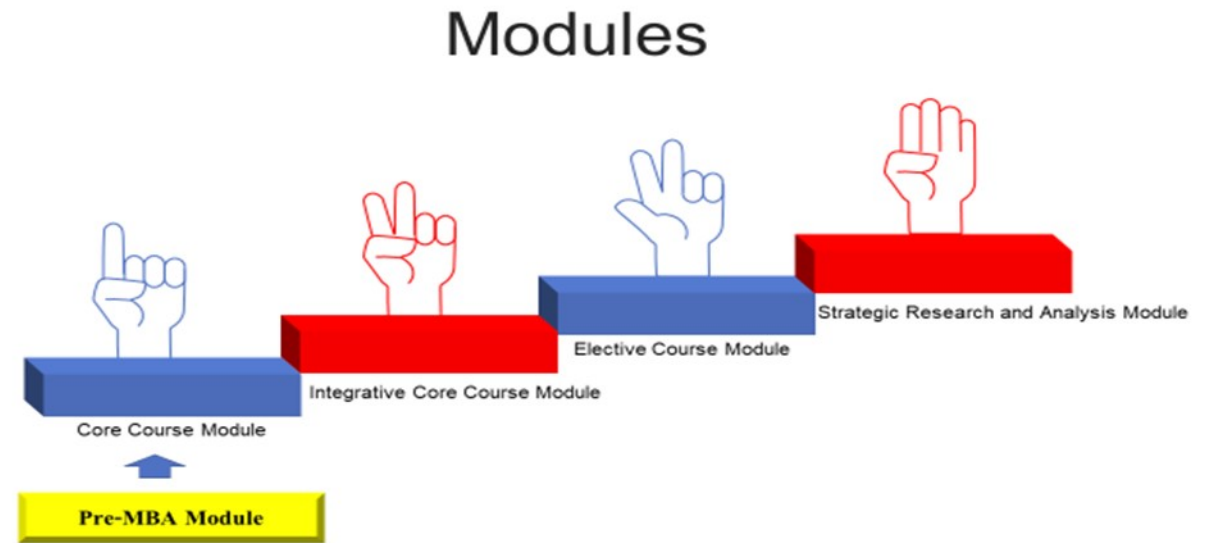 Modules
Strategic Research and Analysis Module
Elective Course Module
Integrative Core Course Module
Core Course Module
Pre-MBA Module